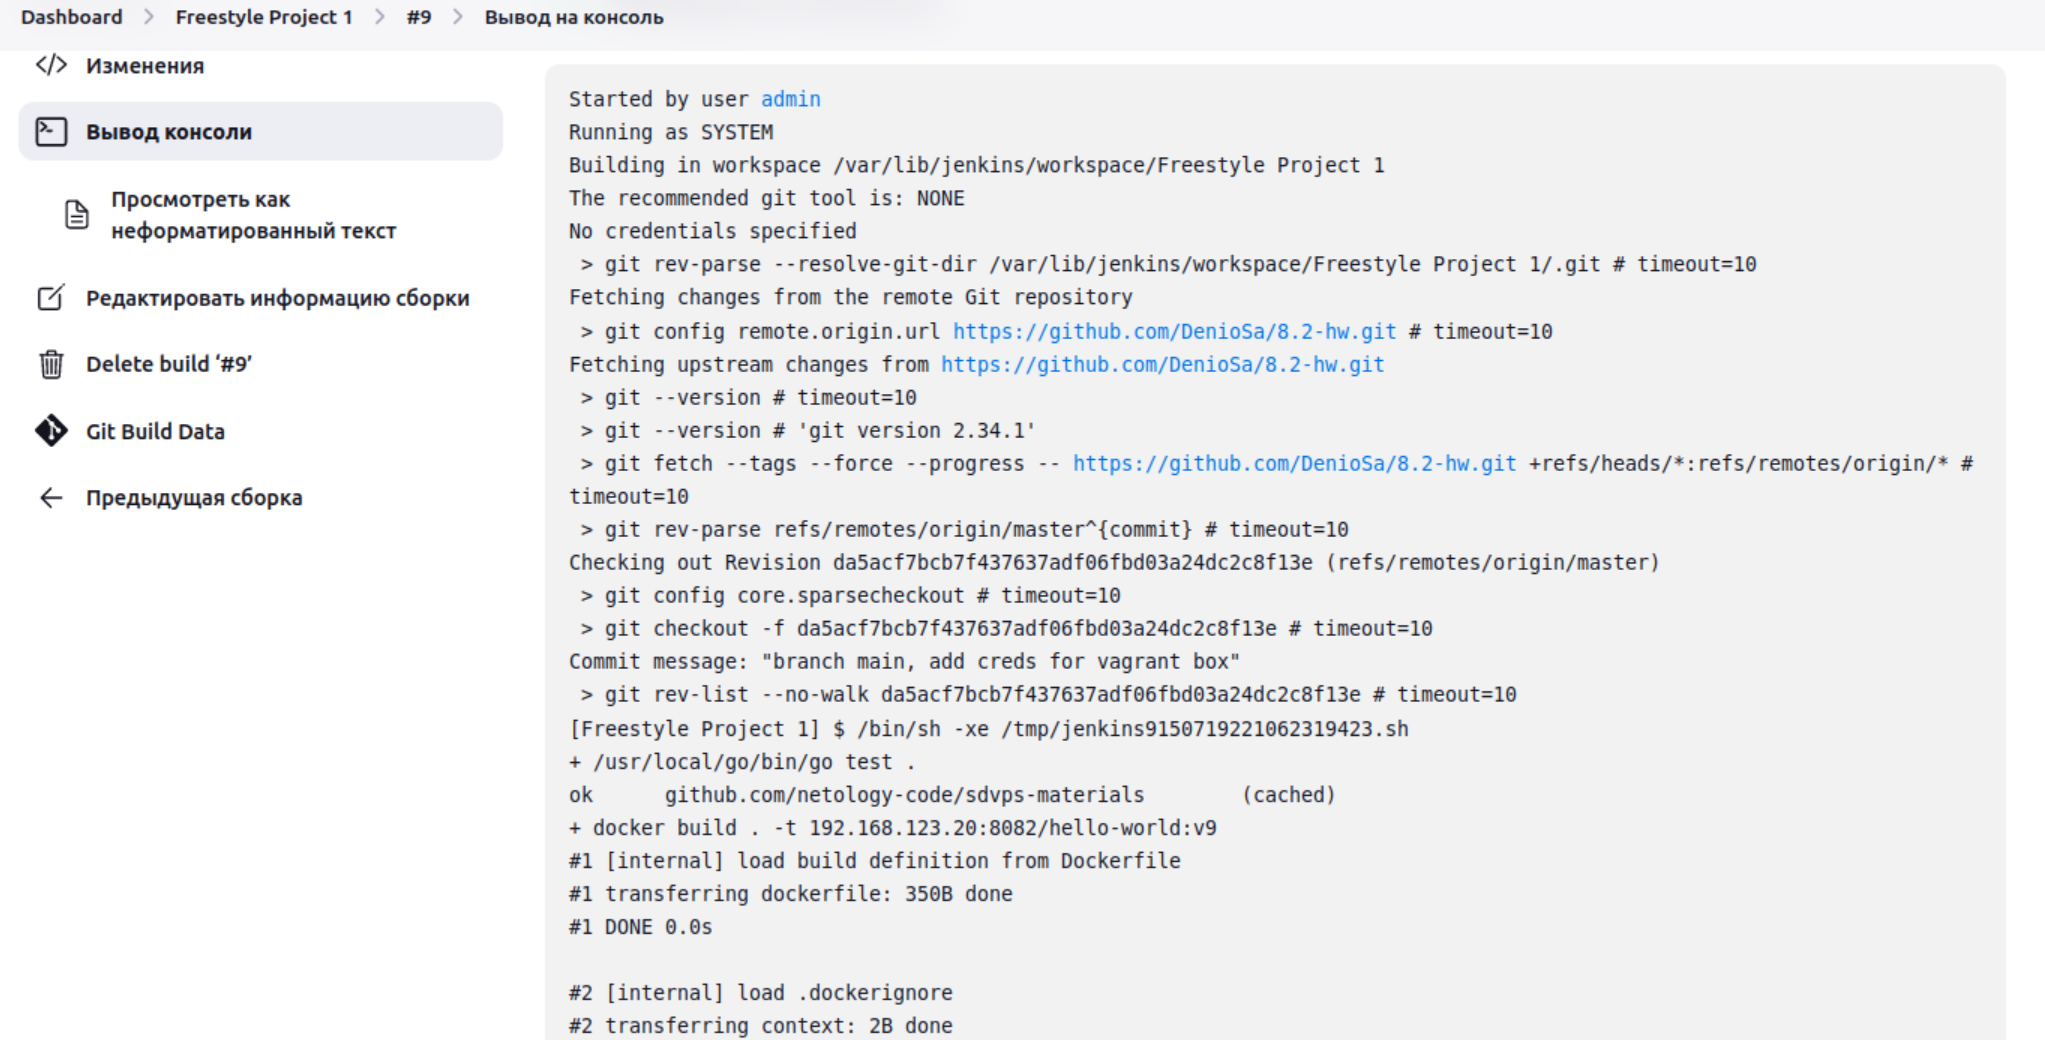 Dashboard > Freestyle Project 1 > #9 > Вывод на консоль
Изменения
Вывод консоли
Просмотреть как
неформатированный текст
Редактировать информацию сборки
Delete build ‘#9’
Git Build Data
Предыдущая сборка
Started by user admin
Running as SYSTEM
Building in workspace /var/lib/jenkins/workspace/Freestyle Project 1
The recommended git tool is: NONE
No credentials specified
 > git rev-parse --resolve-git-dir /var/lib/jenkins/workspace/Freestyle Project 1/.git # timeout=10
Fetching changes from the remote Git repository
 > git config remote.origin.url https://github.com/DenioSa/8.2-hw.git # timeout=10
Fetching upstream changes from https://github.com/DenioSa/8.2-hw.git
 > git --version # timeout=10
 > git --version # 'git version 2.34.1'
 > git fetch --tags --force --progress -- https://github.com/DenioSa/8.2-hw.git +refs/heads/*:refs/remotes/origin/* #
timeout=10
 > git rev-parse refs/remotes/origin/master^{commit} # timeout=10
Checking out Revision da5acf7bcb7f437637adf06fbd03a24dc2c8f13e (refs/remotes/origin/master)
 > git config core.sparsecheckout # timeout=10
 > git checkout -f da5acf7bcb7f437637adf06fbd03a24dc2c8f13e # timeout=10
Commit message: "branch main, add creds for vagrant box"
 > git rev-list --no-walk da5acf7bcb7f437637adf06fbd03a24dc2c8f13e # timeout=10
[Freestyle Project 1] $ /bin/sh -xe /tmp/jenkins9150719221062319423.sh
+ /usr/local/go/bin/go test .
ok      github.com/netology-code/sdvps-materials        (cached)
+ docker build . -t 192.168.123.20:8082/hello-world:v9
#1 [internal] load build definition from Dockerfile
#1 transferring dockerfile: 350B done
#1 DONE 0.0s
#2 [internal] load .dockerignore
#2 transferring context: 2B done